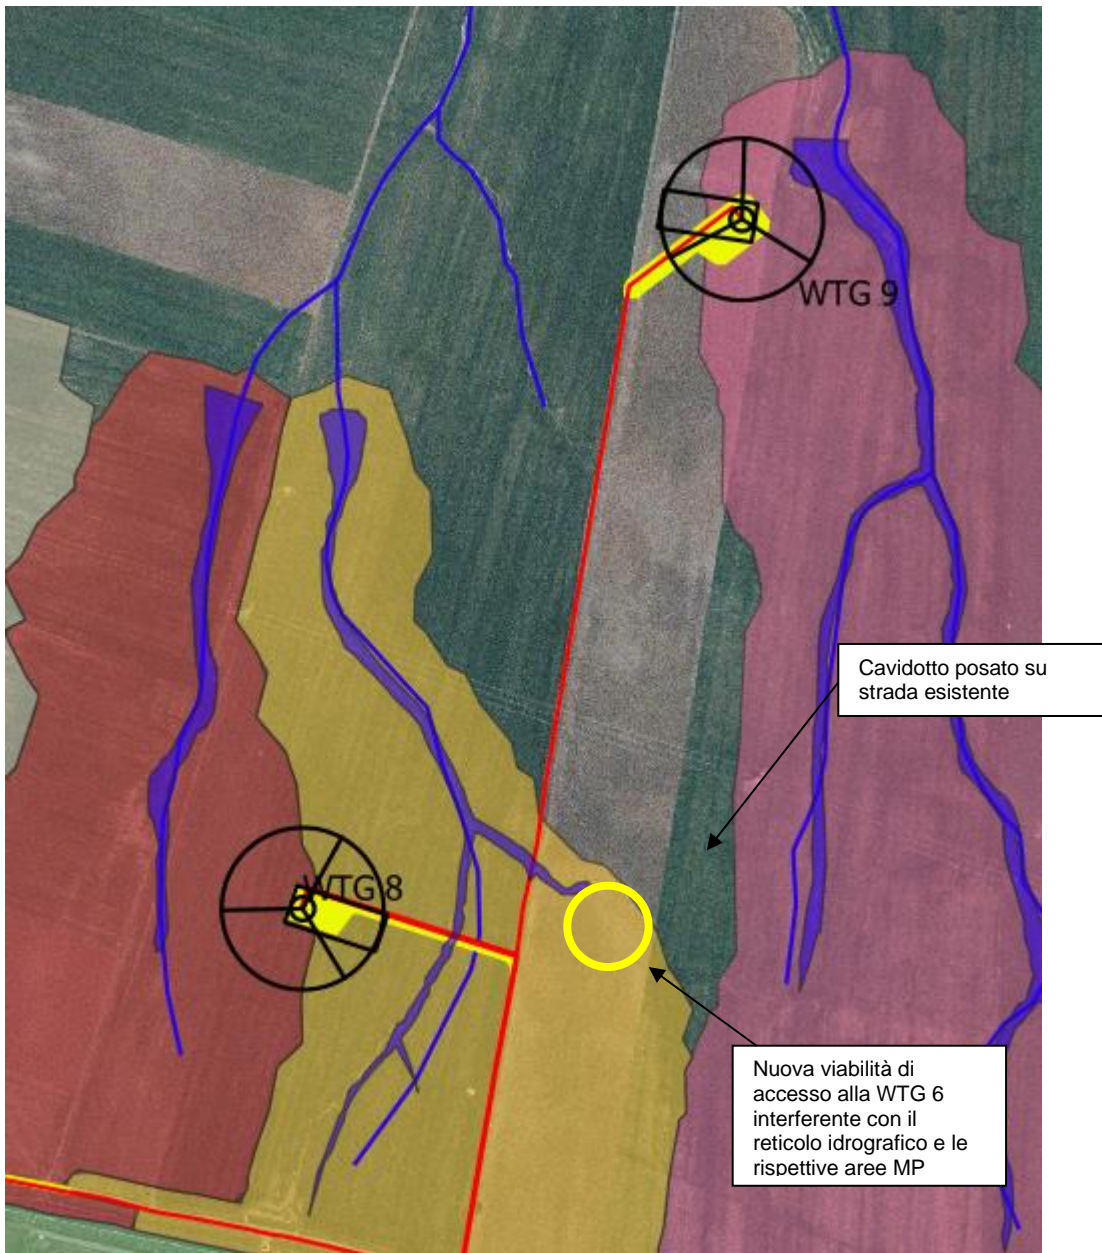 WTG 9
Cavidotto posato su
strada esistente
WTG 8
Nuova viabilità di
accesso alla WTG 6
interferente con il
reticolo idrografico e le
rispettive aree MP